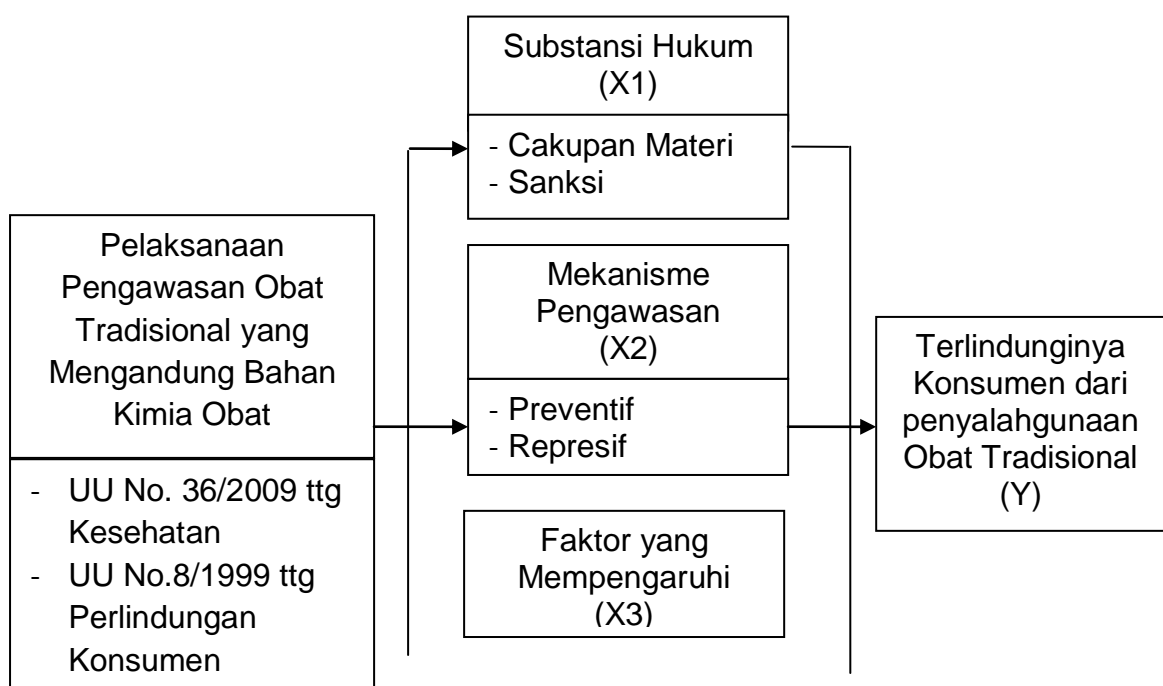 Pelaksanaan
Pengawasan Obat
Tradisional yang
Mengandung Bahan
Kimia Obat
- UU No. 36/2009 ttg
Kesehatan
- UU No.8/1999 ttg
Perlindungan
Konsumen
Substansi Hukum
(X1)
- Cakupan Materi
- Sanksi
Mekanisme
Pengawasan
(X2)
- Preventif
- Represif
Faktor yang
Mempengaruhi
(X3)
Terlindunginya
Konsumen dari
penyalahgunaan
Obat Tradisional
(Y)